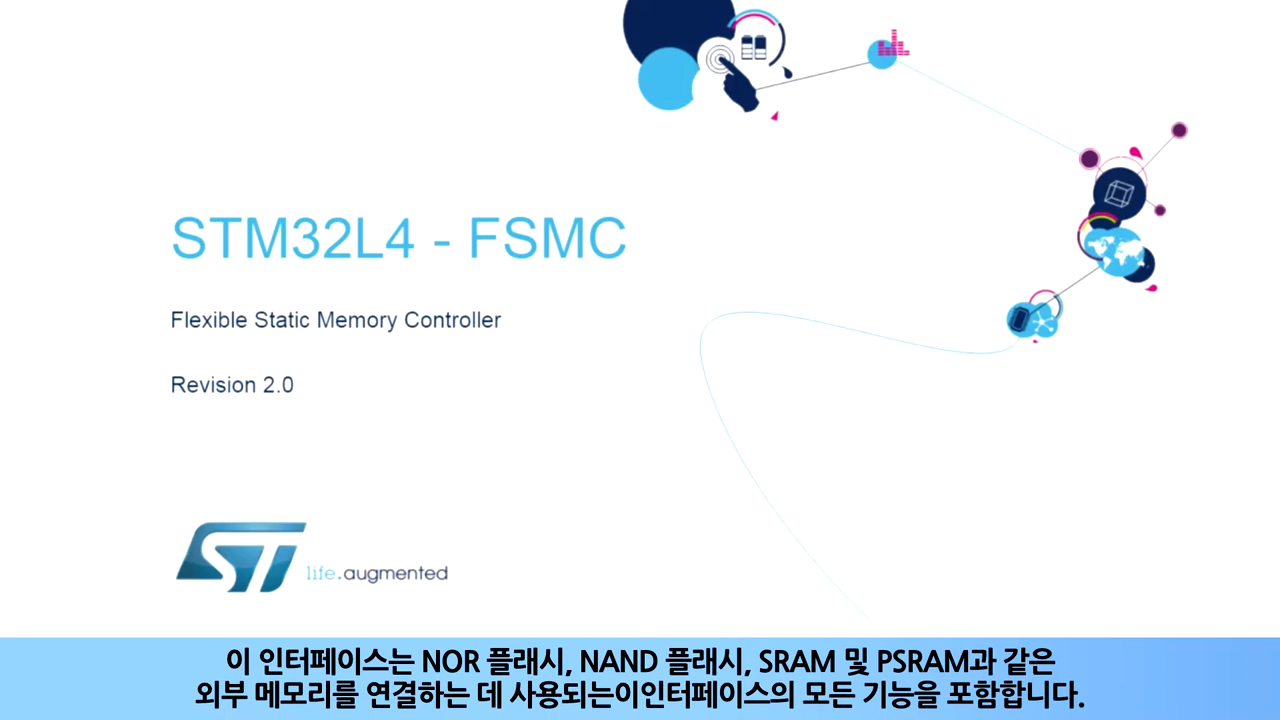 STM32L4 - FSMC
Flexible Static Memory Controller
Revision 2.0
ST life.augmented
이 인터페이스는 NOR 플래시, NAND 플래시, SRAM 및 PSRAM과 같은
외부 메모리를 연결하는 데 사용되는이인터페이스의 모든 기능을 포함합니다.